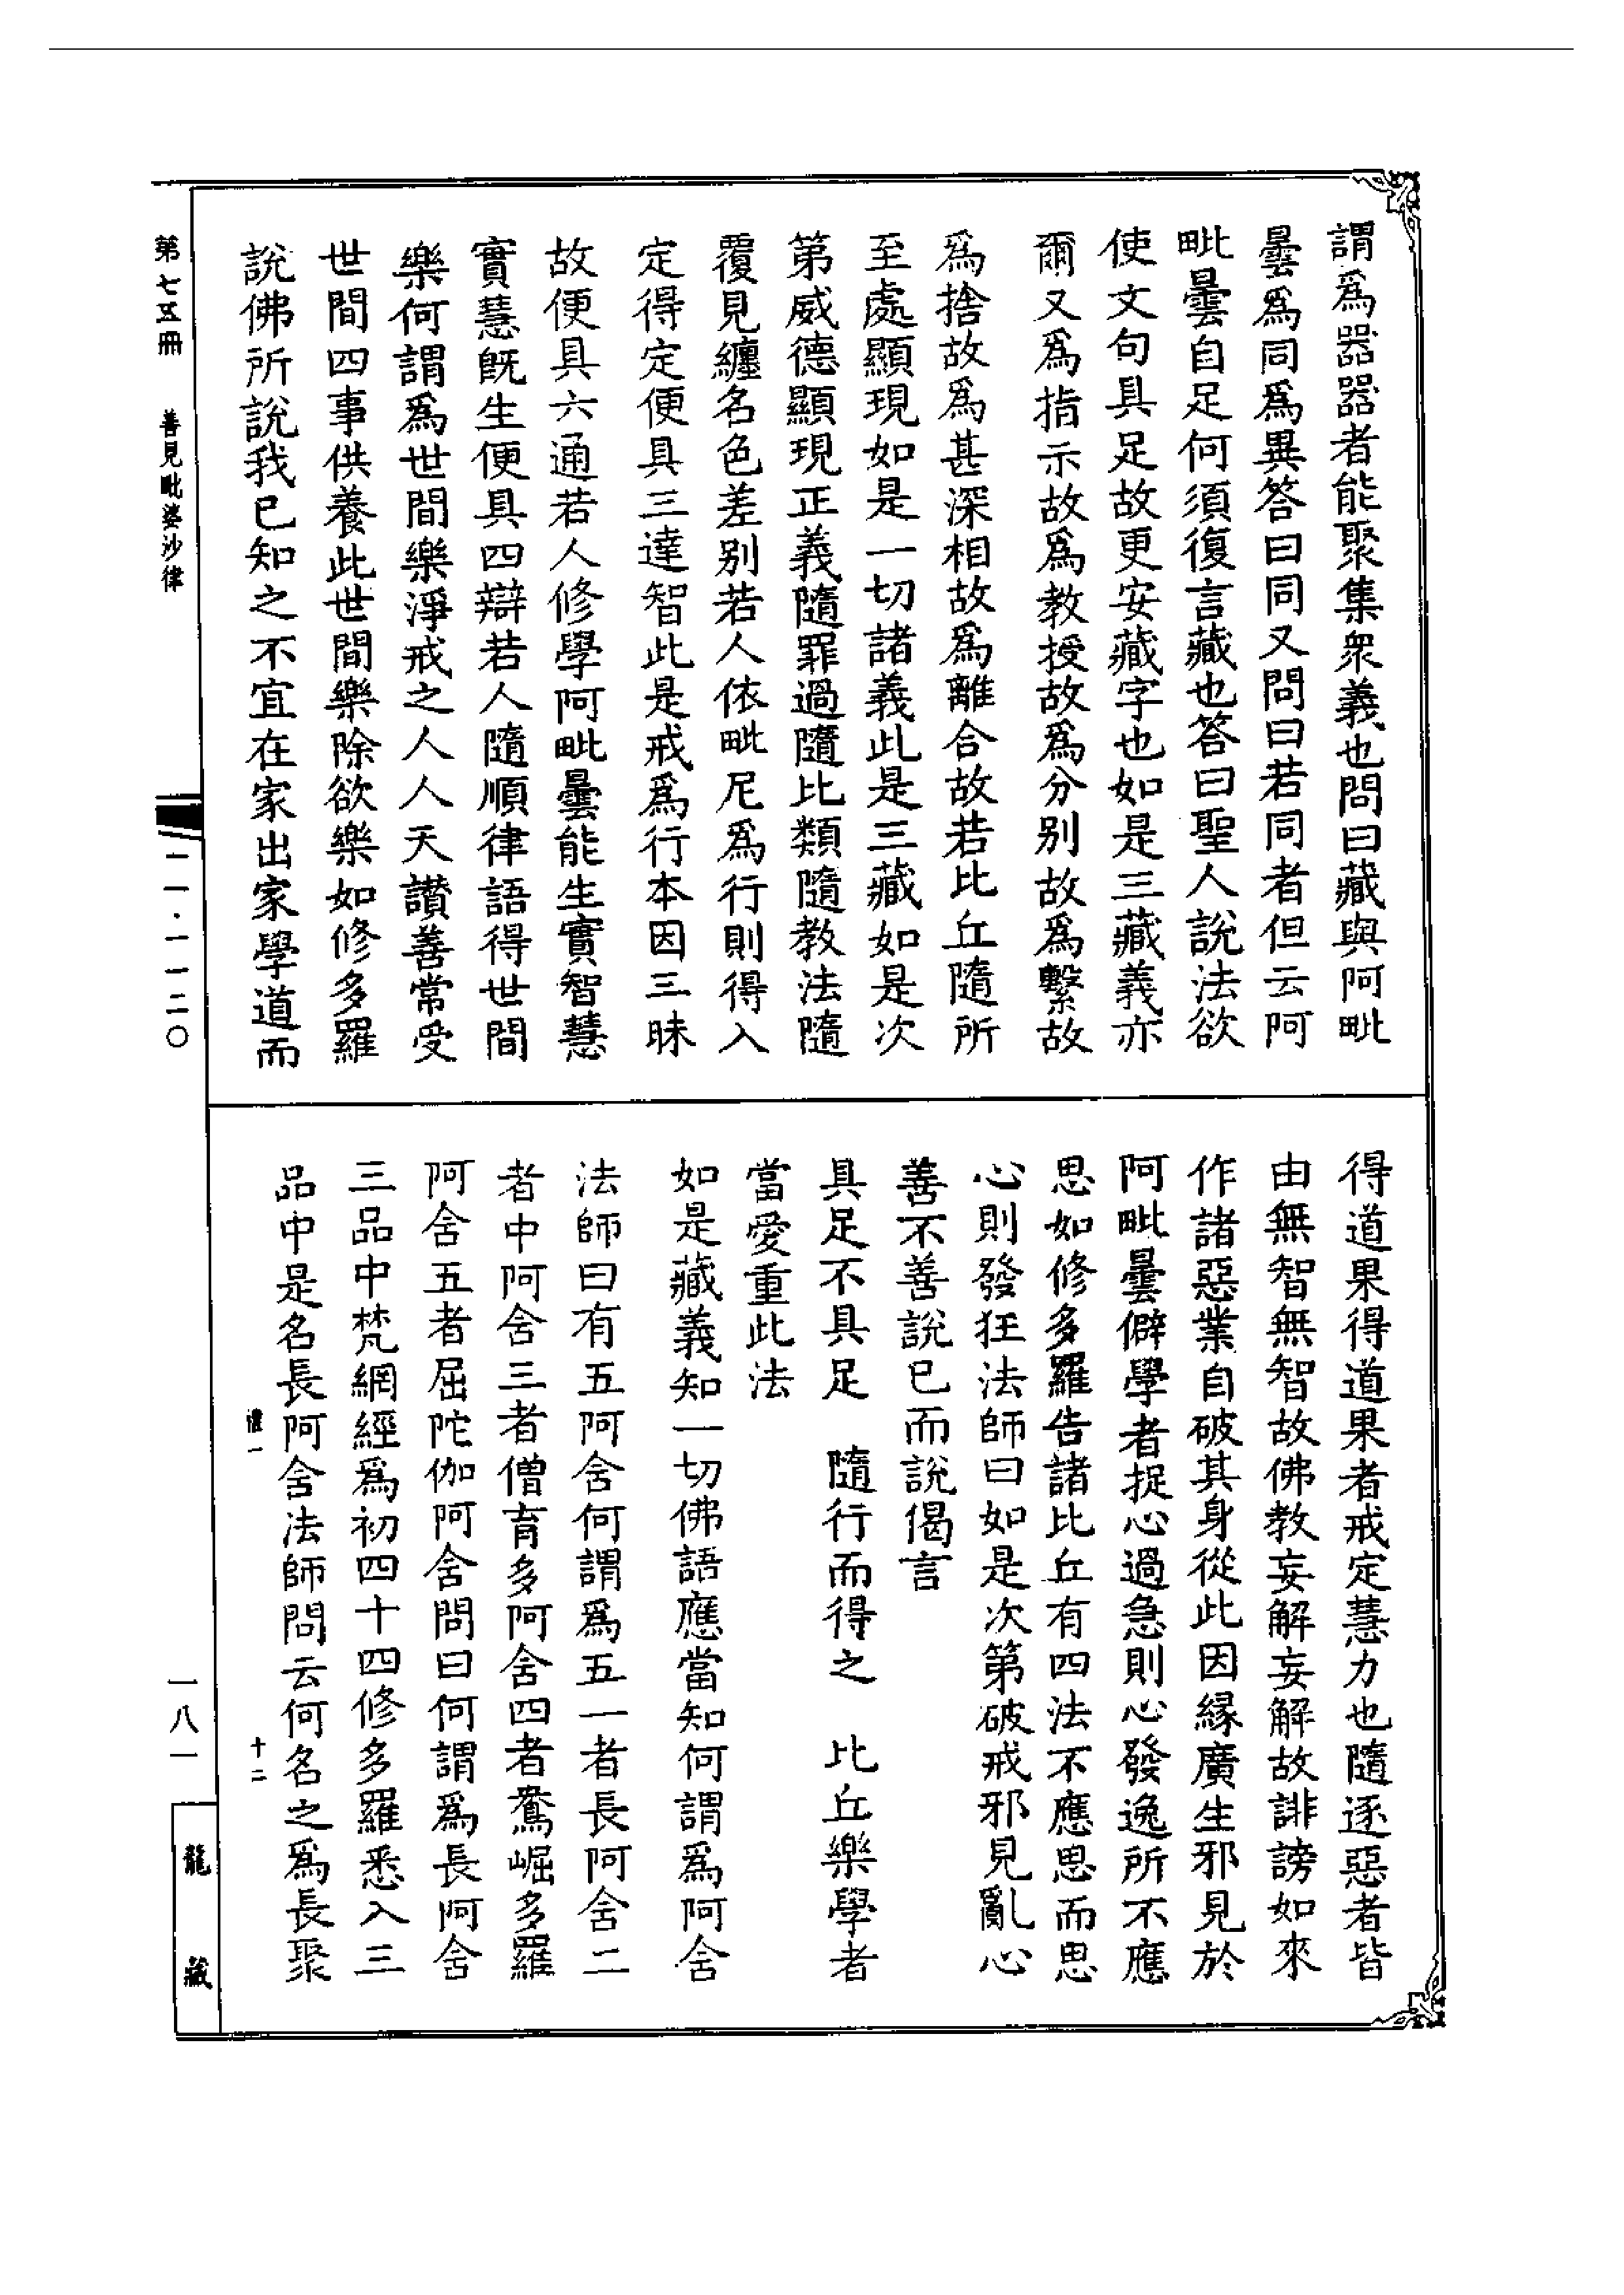 謂爲器器者能聚集衆義也問曰藏與阿毗
曇爲同爲異答曰同又問曰若同者但云阿
毗曇自足何須復言藏也答曰聖人說法欲
使文句具足故更安藏字也如是三藏義亦
爾又爲指示故爲教授故爲分別故爲繫故
爲捨故爲甚深相故爲離合故若比丘隨所
至處顯現如是一切諸義此是三藏如是次
第威德顯現正義隨罪過隨比類隨教法隨
覆見纏名色差別若人依毗尼爲行則得入
定得定便具三達智此是戒爲行本因三昧
故便具六通若人修學阿毗曇能生實智慧
實慧旣生便具四辯若人隨順律語得世間
樂何謂爲世間樂淨戒之人人天讚善常受
世間四事供養此世間樂除欲樂如修多羅
說佛所說我已知之不宜在家出家學道而
得道果得道果者戒定慧力也隨逐惡者皆
由無智無智故佛教妄解妄解故誹謗如來
作諸惡業自破其身從此因緣廣生邪見於
阿毗曇僻學者捉心過急則心發逸所不應
思如修多羅告諸比丘有四法不應思而思
心則發狂法師曰如是次第破戒邪見亂心
善不善說已而說偈言
具足不具足　隨行而得之　比丘樂學者
當愛重此法
如是藏義知一切佛語應當知何謂爲阿舍
法師曰有五阿舍何謂爲五一者長阿舍二
者中阿舍三者僧育多阿舍四者鴦崛多羅
阿舍五者屈陀伽阿舍問曰何謂爲長阿舍
三品中梵網經爲初四十四修多羅悉入三
品中是名長阿舍法師問云何名之爲長聚
十二
第七五冊　善見毗婆沙律
一一·一一二〇
一八一
龍藏